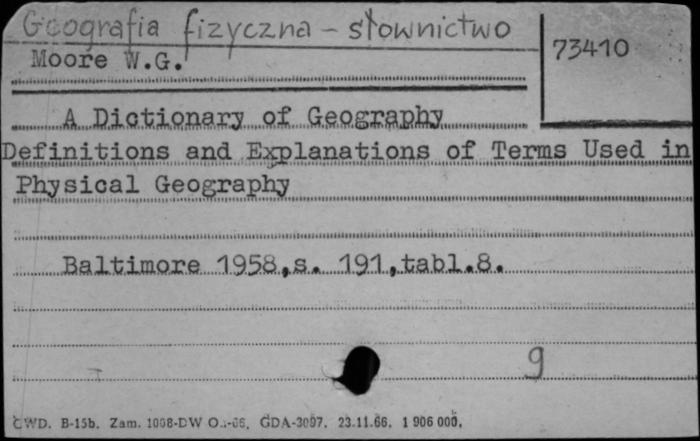 Geografia fizyczna - słownictwo
Moore W.G.
73410
A Dictionary of Geography
Definitions and Explanations of Terms Used in
Physical Geography
Baltimore 1958,s. 191,tabl.8.
9
CWD. B-15b. Zam. 1008-DW GDA-3097. 23.11.66. 1 906 000.